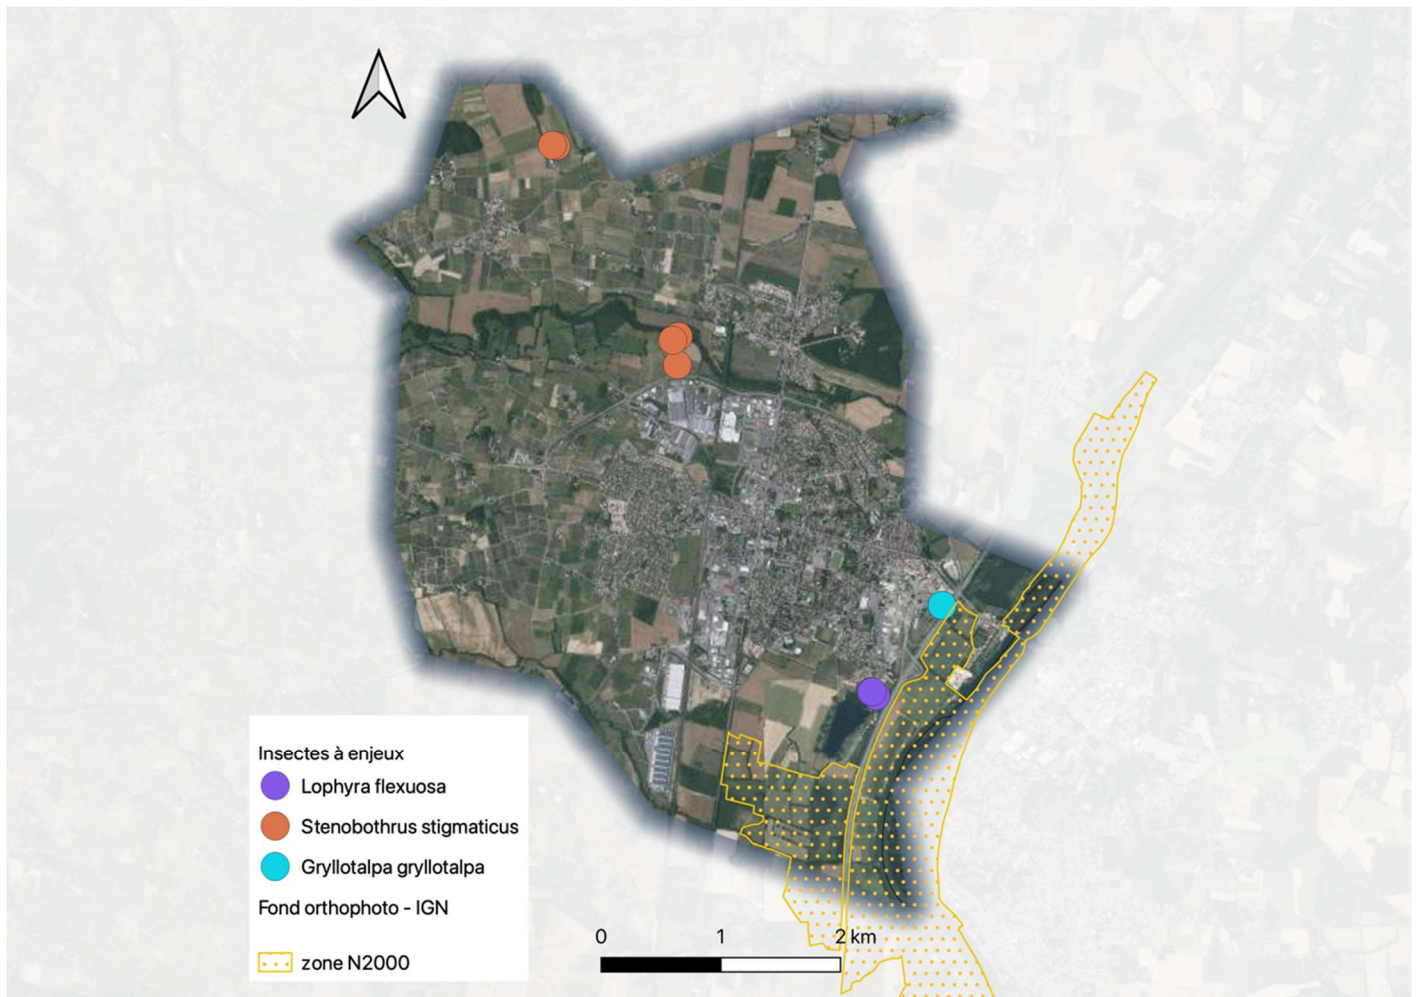 Insectes à enjeux
Lophyra flexuosa
Stenobothrus stigmaticus
Gryllotalpa gryllotalpa
Fond orthophoto - IGN
zone N2000
0 1 2 km